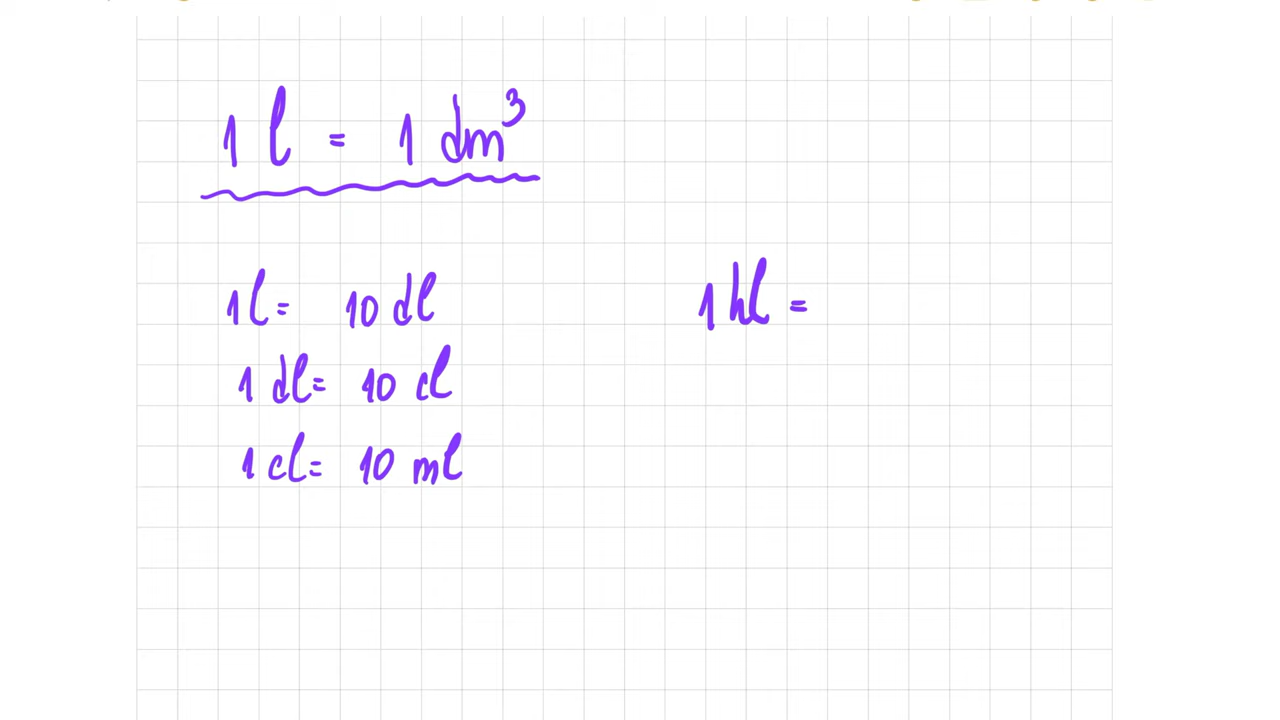 1 l = 1 dm³
1 l = 10 dl
1 dl = 10 cl
1 cl = 10 ml
1 hl =